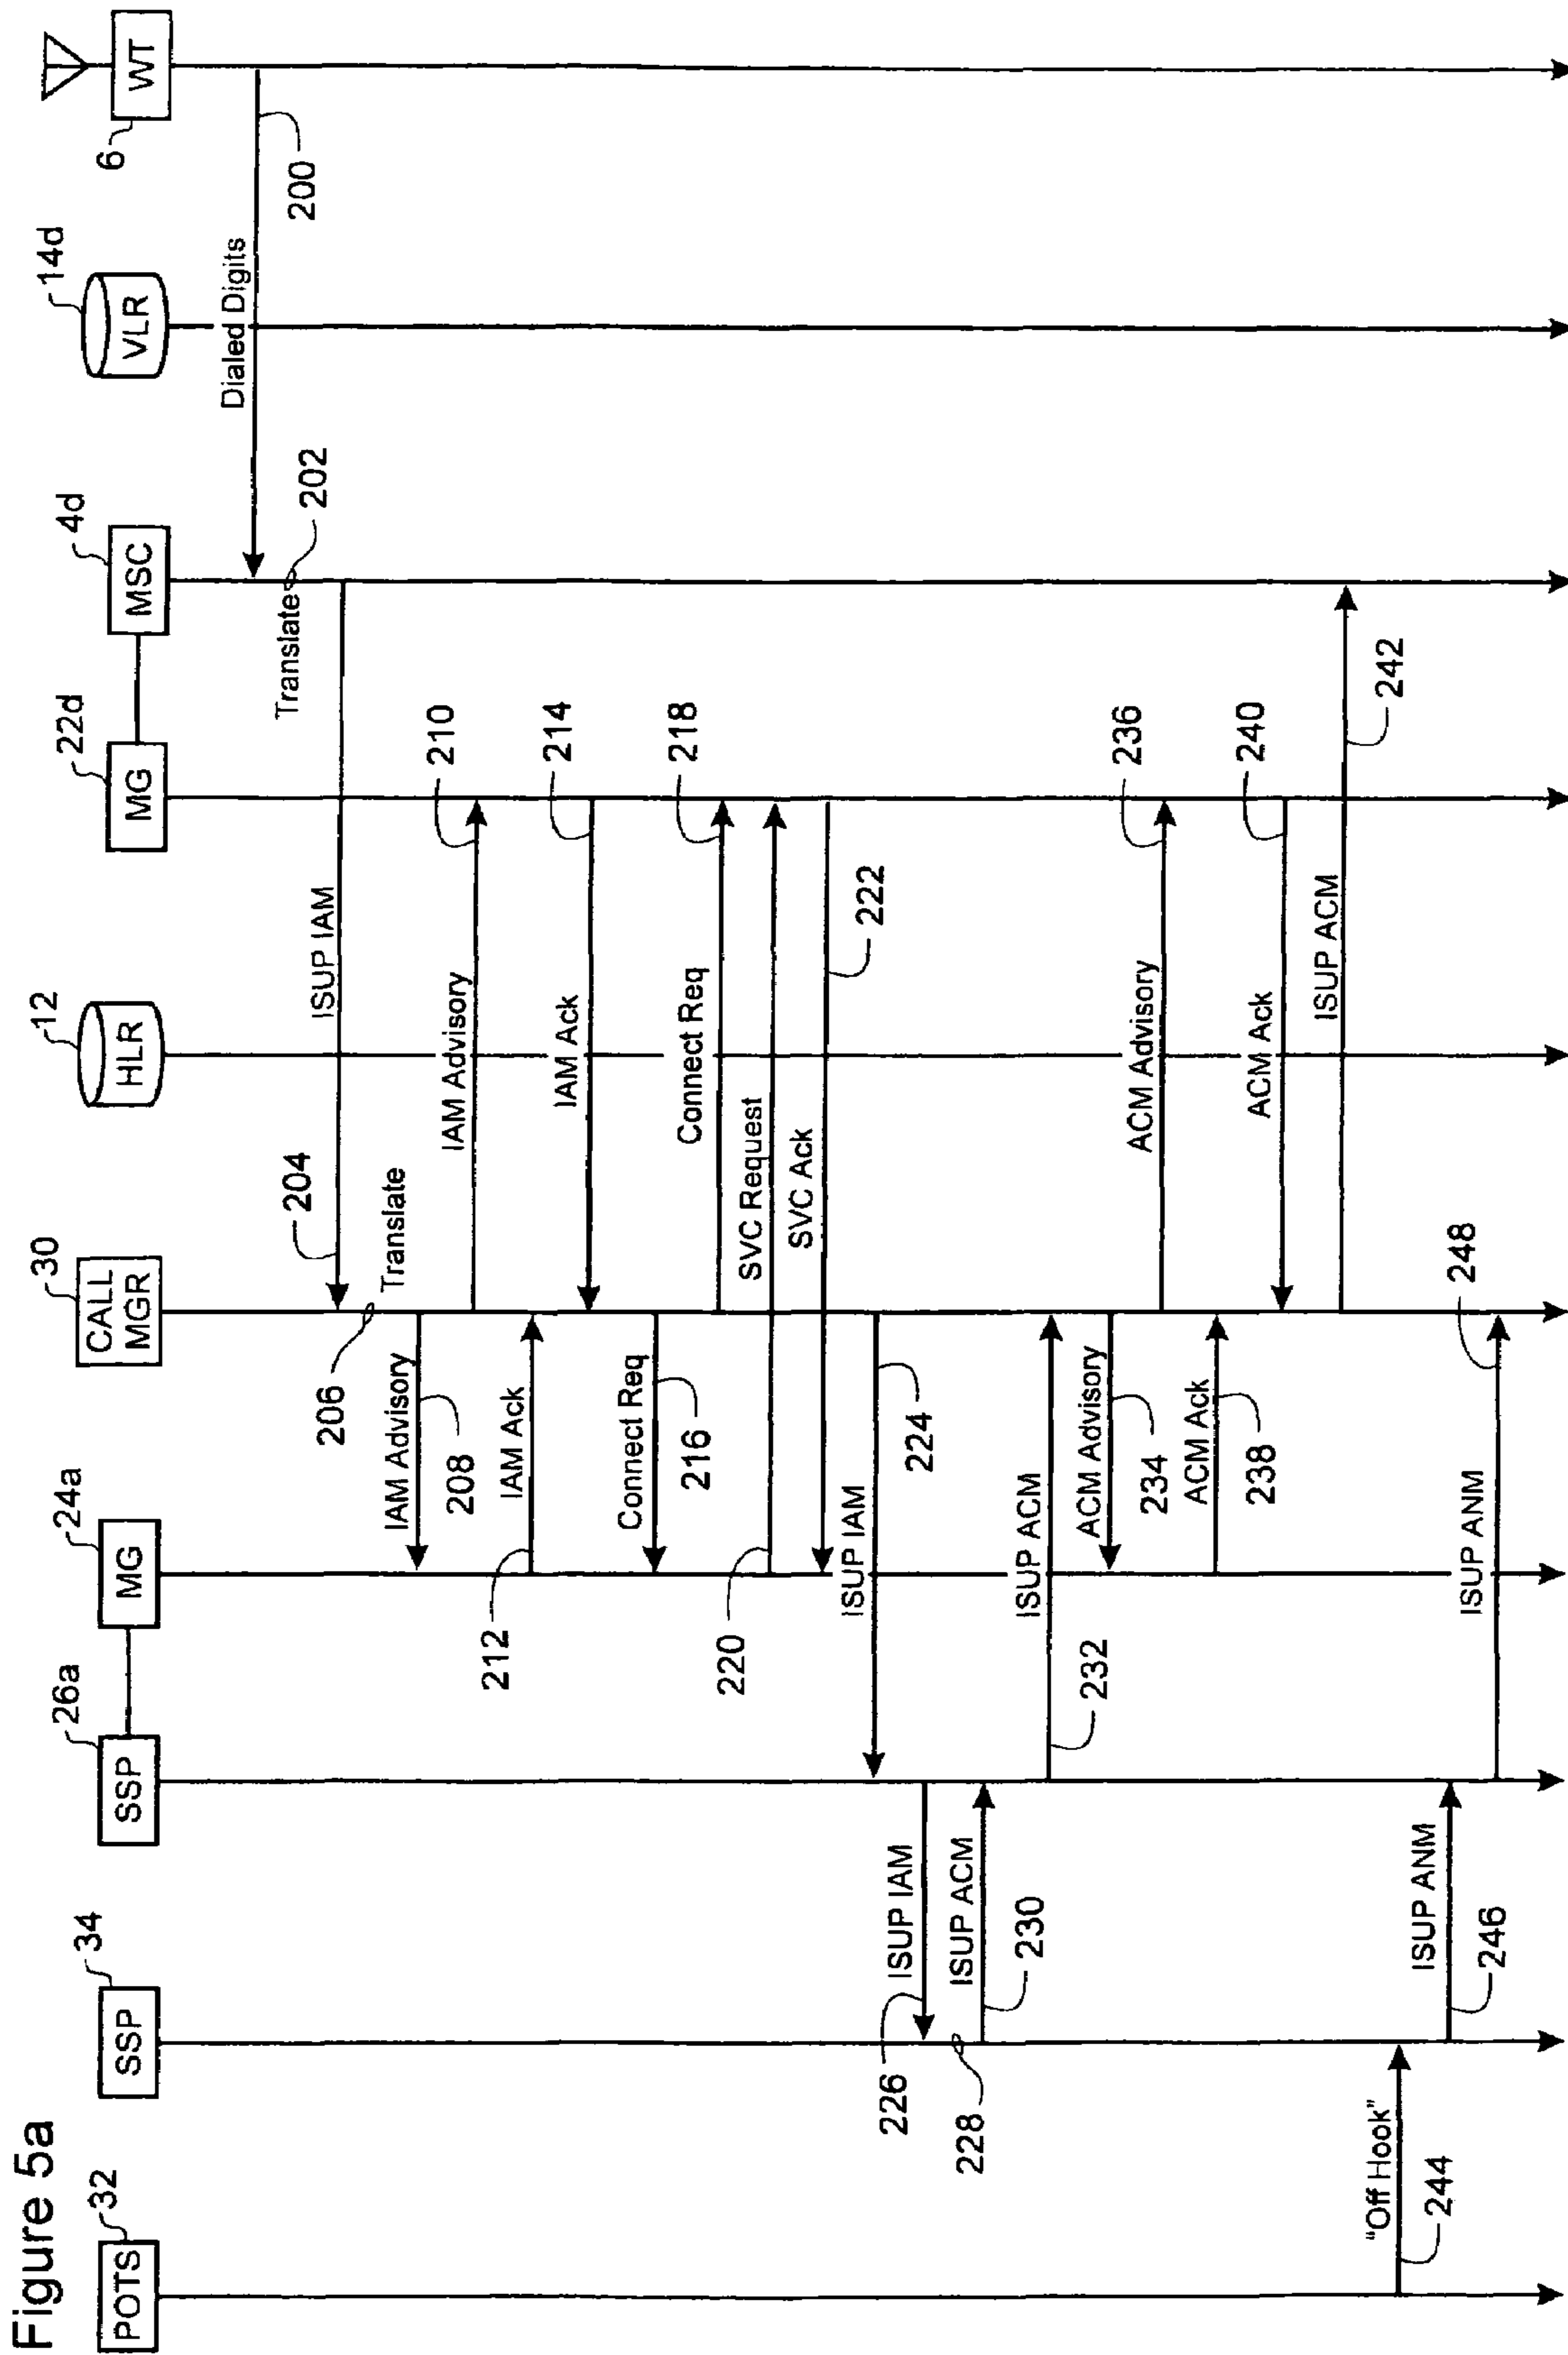 Figure 5a
POTS
32
SSP
34
SSP
26a
MG
24a
CALL
MGR
30
HLR
12
MG
22d
MSC
4d
VLR
14d
WT
6
Dialed Digits
200
Translate
202
ISUP IAM
204
206
Translate
IAM Advisory
208
IAM Advisory
210
IAM Ack
212
IAM Ack
214
Connect Req
216
Connect Req
218
SVC Request
220
SVC Ack
222
ISUP IAM
224
ISUP IAM
226
228
ISUP ACM
230
ISUP ACM
232
ACM Advisory
234
ACM Advisory
236
ACM Ack
238
ACM Ack
240
ISUP ACM
242
"Off Hook"
244
ISUP ANM
246
ISUP ANM
248